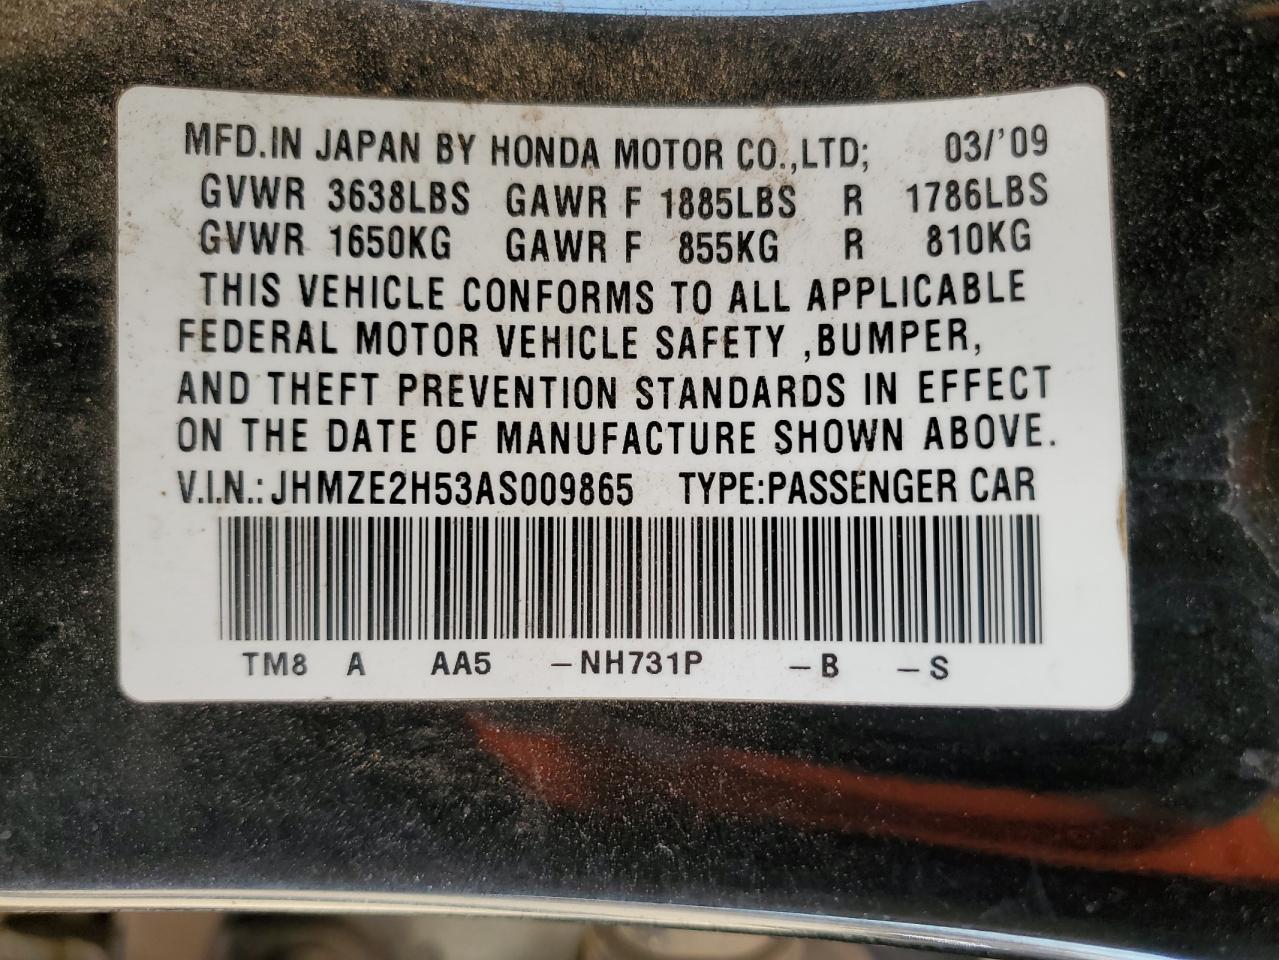 MFD.IN JAPAN BY HONDA MOTOR CO.,LTD; 03/'09
GVWR 3638LBS GAWR F 1885LBS R 1786LBS
GVWR 1650KG GAWR F 855KG R 810KG
THIS VEHICLE CONFORMS TO ALL APPLICABLE
FEDERAL MOTOR VEHICLE SAFETY ,BUMPER,
AND THEFT PREVENTION STANDARDS IN EFFECT
ON THE DATE OF MANUFACTURE SHOWN ABOVE.
V.I.N.: JHMZE2H53AS009865 TYPE:PASSENGER CAR
TM8 A AA5 –NH731P –B –S